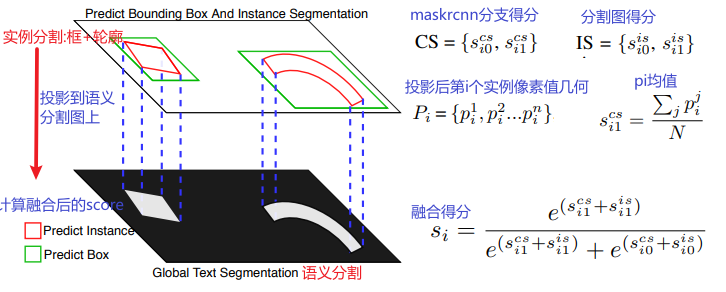 Predict Bounding Box And Instance Segmentation
实例分割:框+轮廓
投影到语义
分割图上
计算融合后的score
Predict Instance
Predict Box
Global Text Segmentation 语义分割
maskrcnn分支得分
CS = {s_{i0}^{cs}, s_{i1}^{cs}}
分割图得分
IS = {s_{i0}^{is}, s_{i1}^{is}}
投影后第i个实例像素值几何
P_i = {p_i^1, p_i^2...p_i^n}
pi均值
s_{i1}^{cs} = \frac{\sum_j p_i^j}{N}
融合得分
s_i = \frac{e^{(s_{i1}^{cs}+s_{i1}^{is})}}{e^{(s_{i1}^{cs}+s_{i1}^{is})} + e^{(s_{i0}^{cs}+s_{i0}^{is})}}